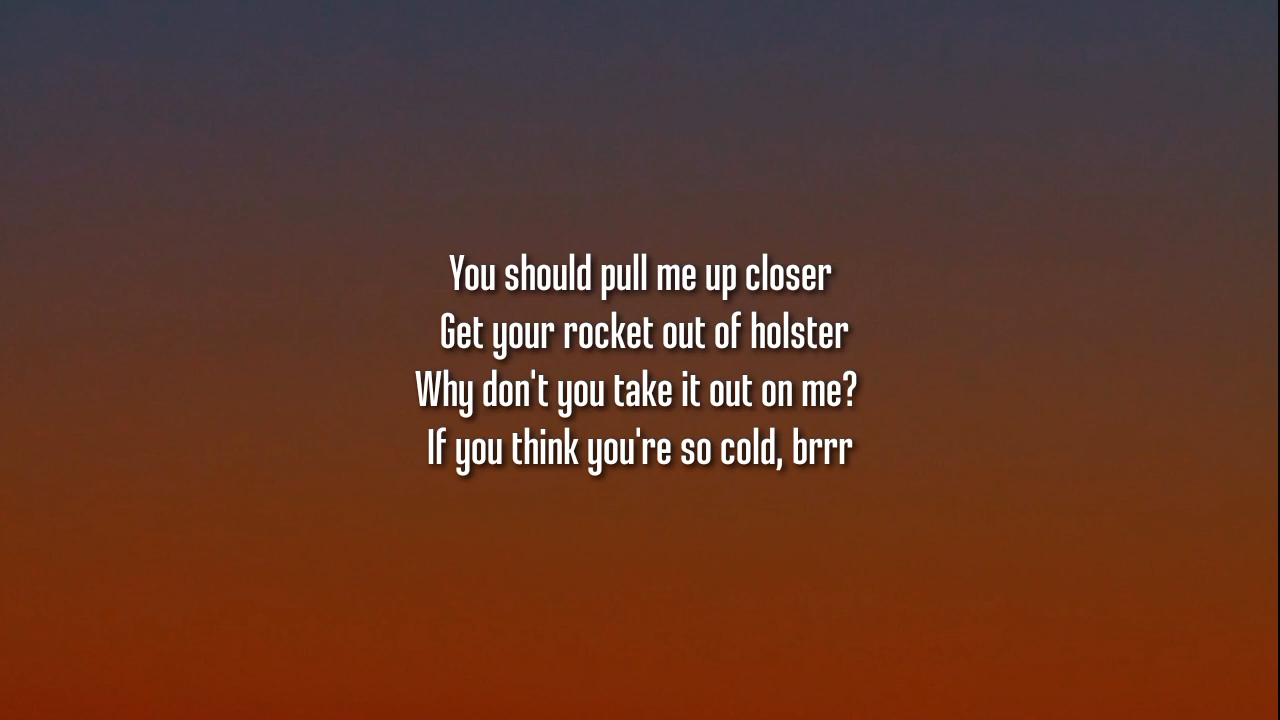 You should pull me up closer
Get your rocket out of holster
Why don't you take it out on me?
If you think you're so cold, brrr